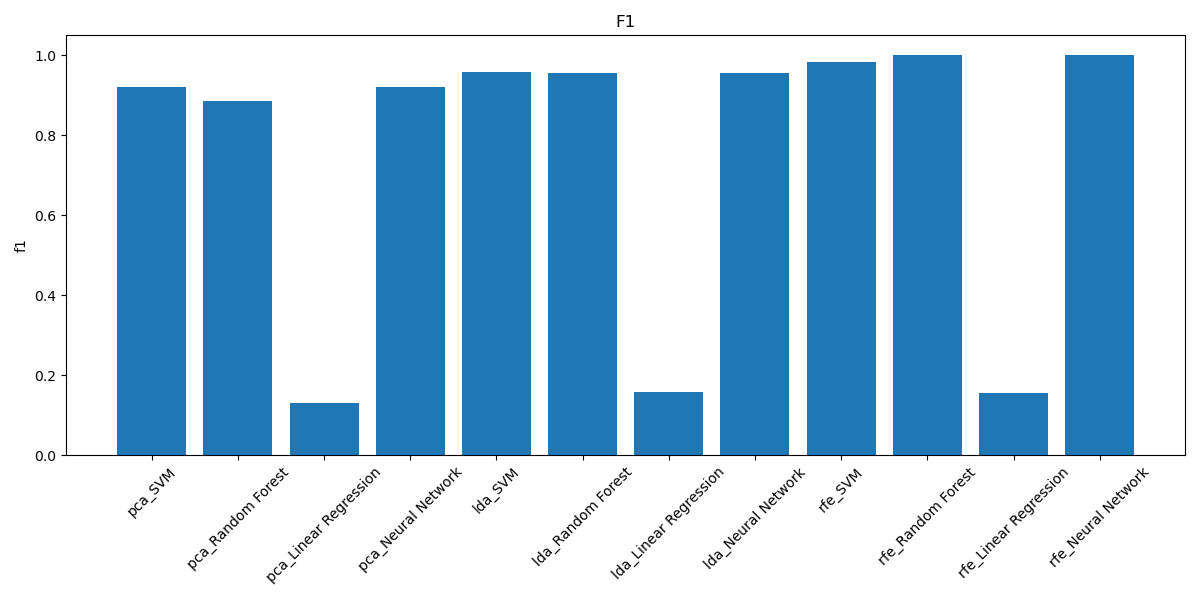 F1
f1
1.0
0.8
0.6
0.4
0.2
0.0
pca_SVM
pca_Random Forest
pca_Linear Regression
pca_Neural Network
lda_SVM
lda_Random Forest
lda_Linear Regression
lda_Neural Network
rfe_SVM
rfe_Random Forest
rfe_Linear Regression
rfe_Neural Network